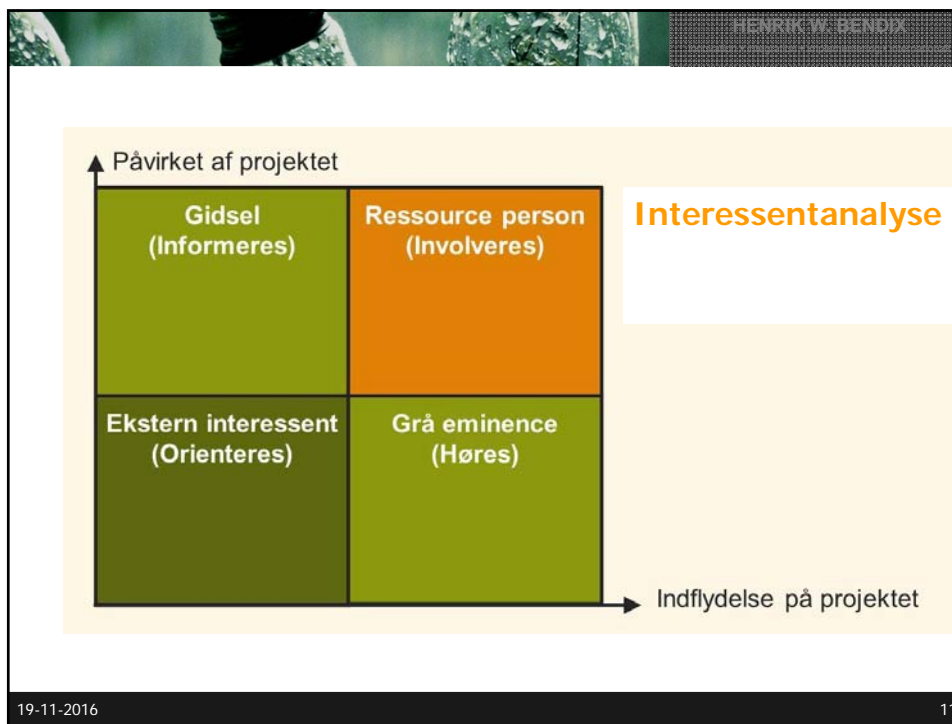 HENRIK W. BENDIX
Påvirket af projektet
Gidsel
(Informeres)
Ressource person
(Involveres)
Interessentanalyse
Ekstern interessent
(Orienteres)
Grå eminence
(Høres)
Indflydelse på projektet
19-11-2016